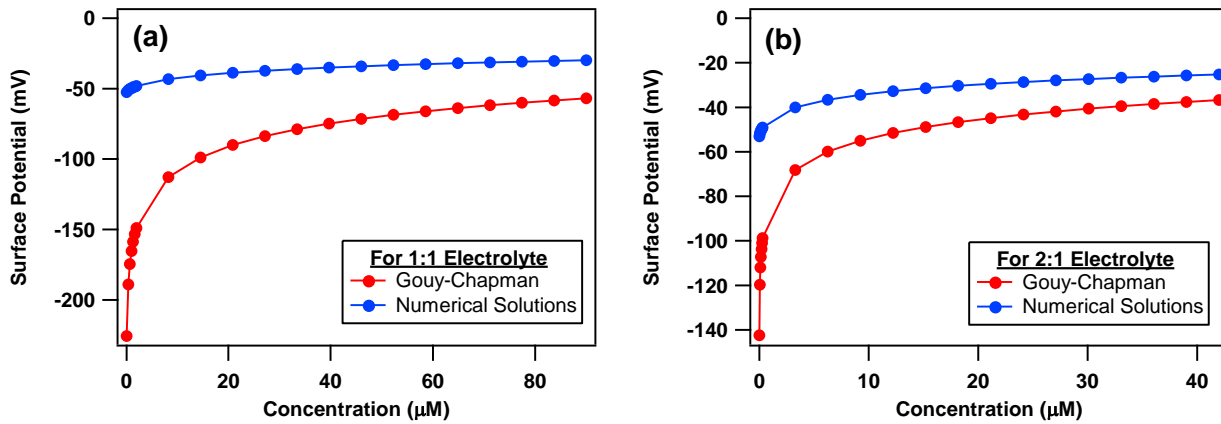 (a)
0
-50
-100
-150
-200
Surface Potential (mV)
0
20
40
60
80
Concentration (μM)
For 1:1 Electrolyte
Gouy-Chapman
Numerical Solutions
(b)
0
-20
-40
-60
-80
-100
-120
-140
Surface Potential (mV)
0
10
20
30
40
Concentration (μM)
For 2:1 Electrolyte
Gouy-Chapman
Numerical Solutions